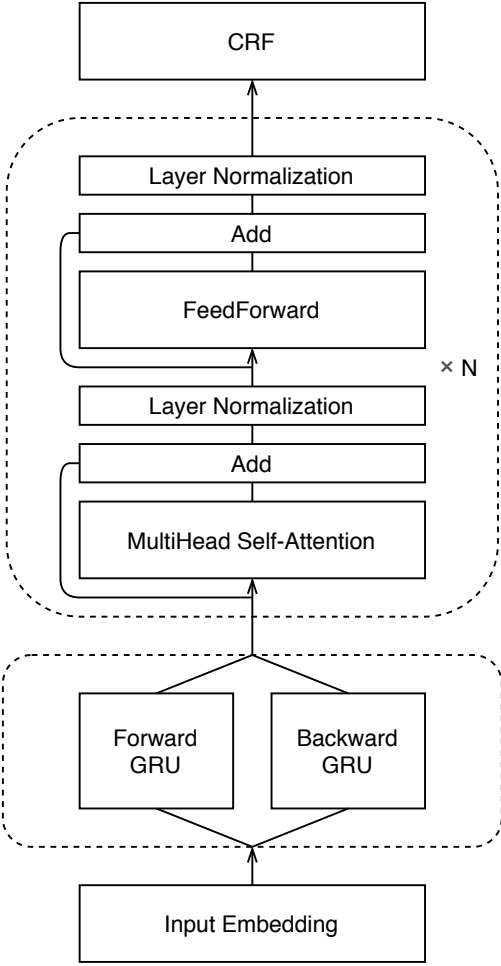 CRF
Layer Normalization
Add
FeedForward
× N
Layer Normalization
Add
MultiHead Self-Attention
Forward
GRU
Backward
GRU
Input Embedding